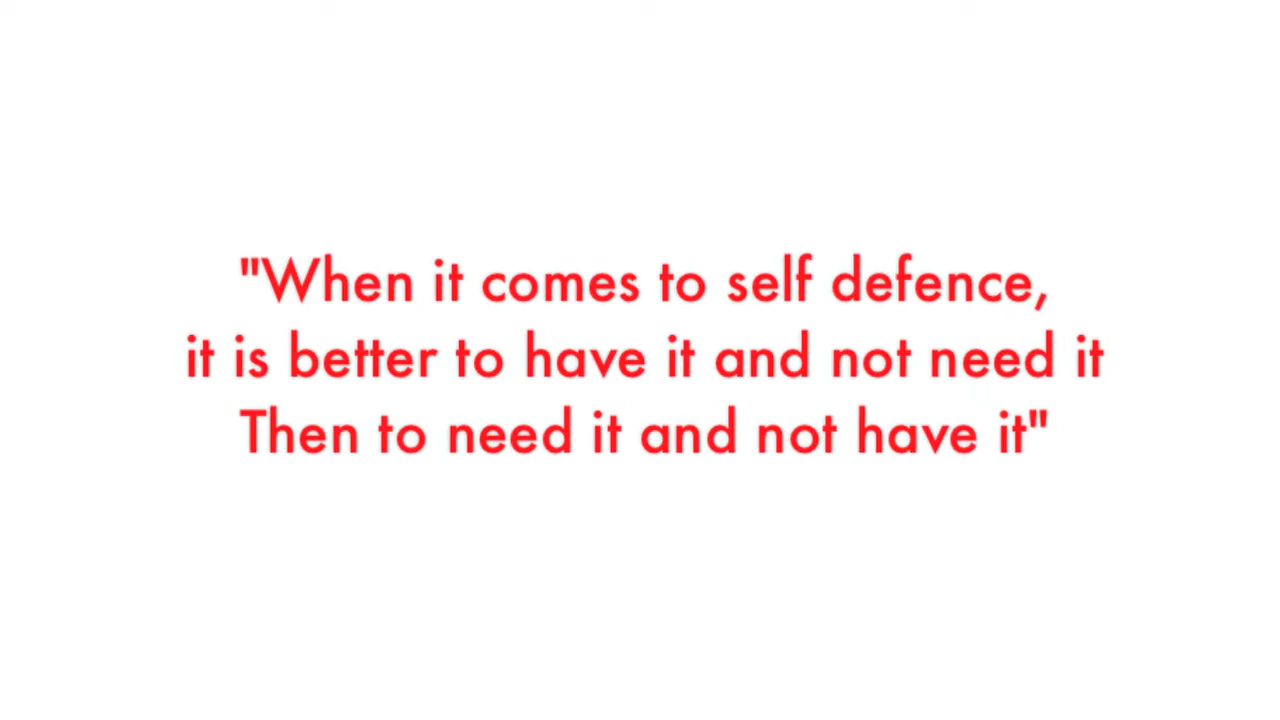 "When it comes to self defence,
it is better to have it and not need it
Then to need it and not have it"